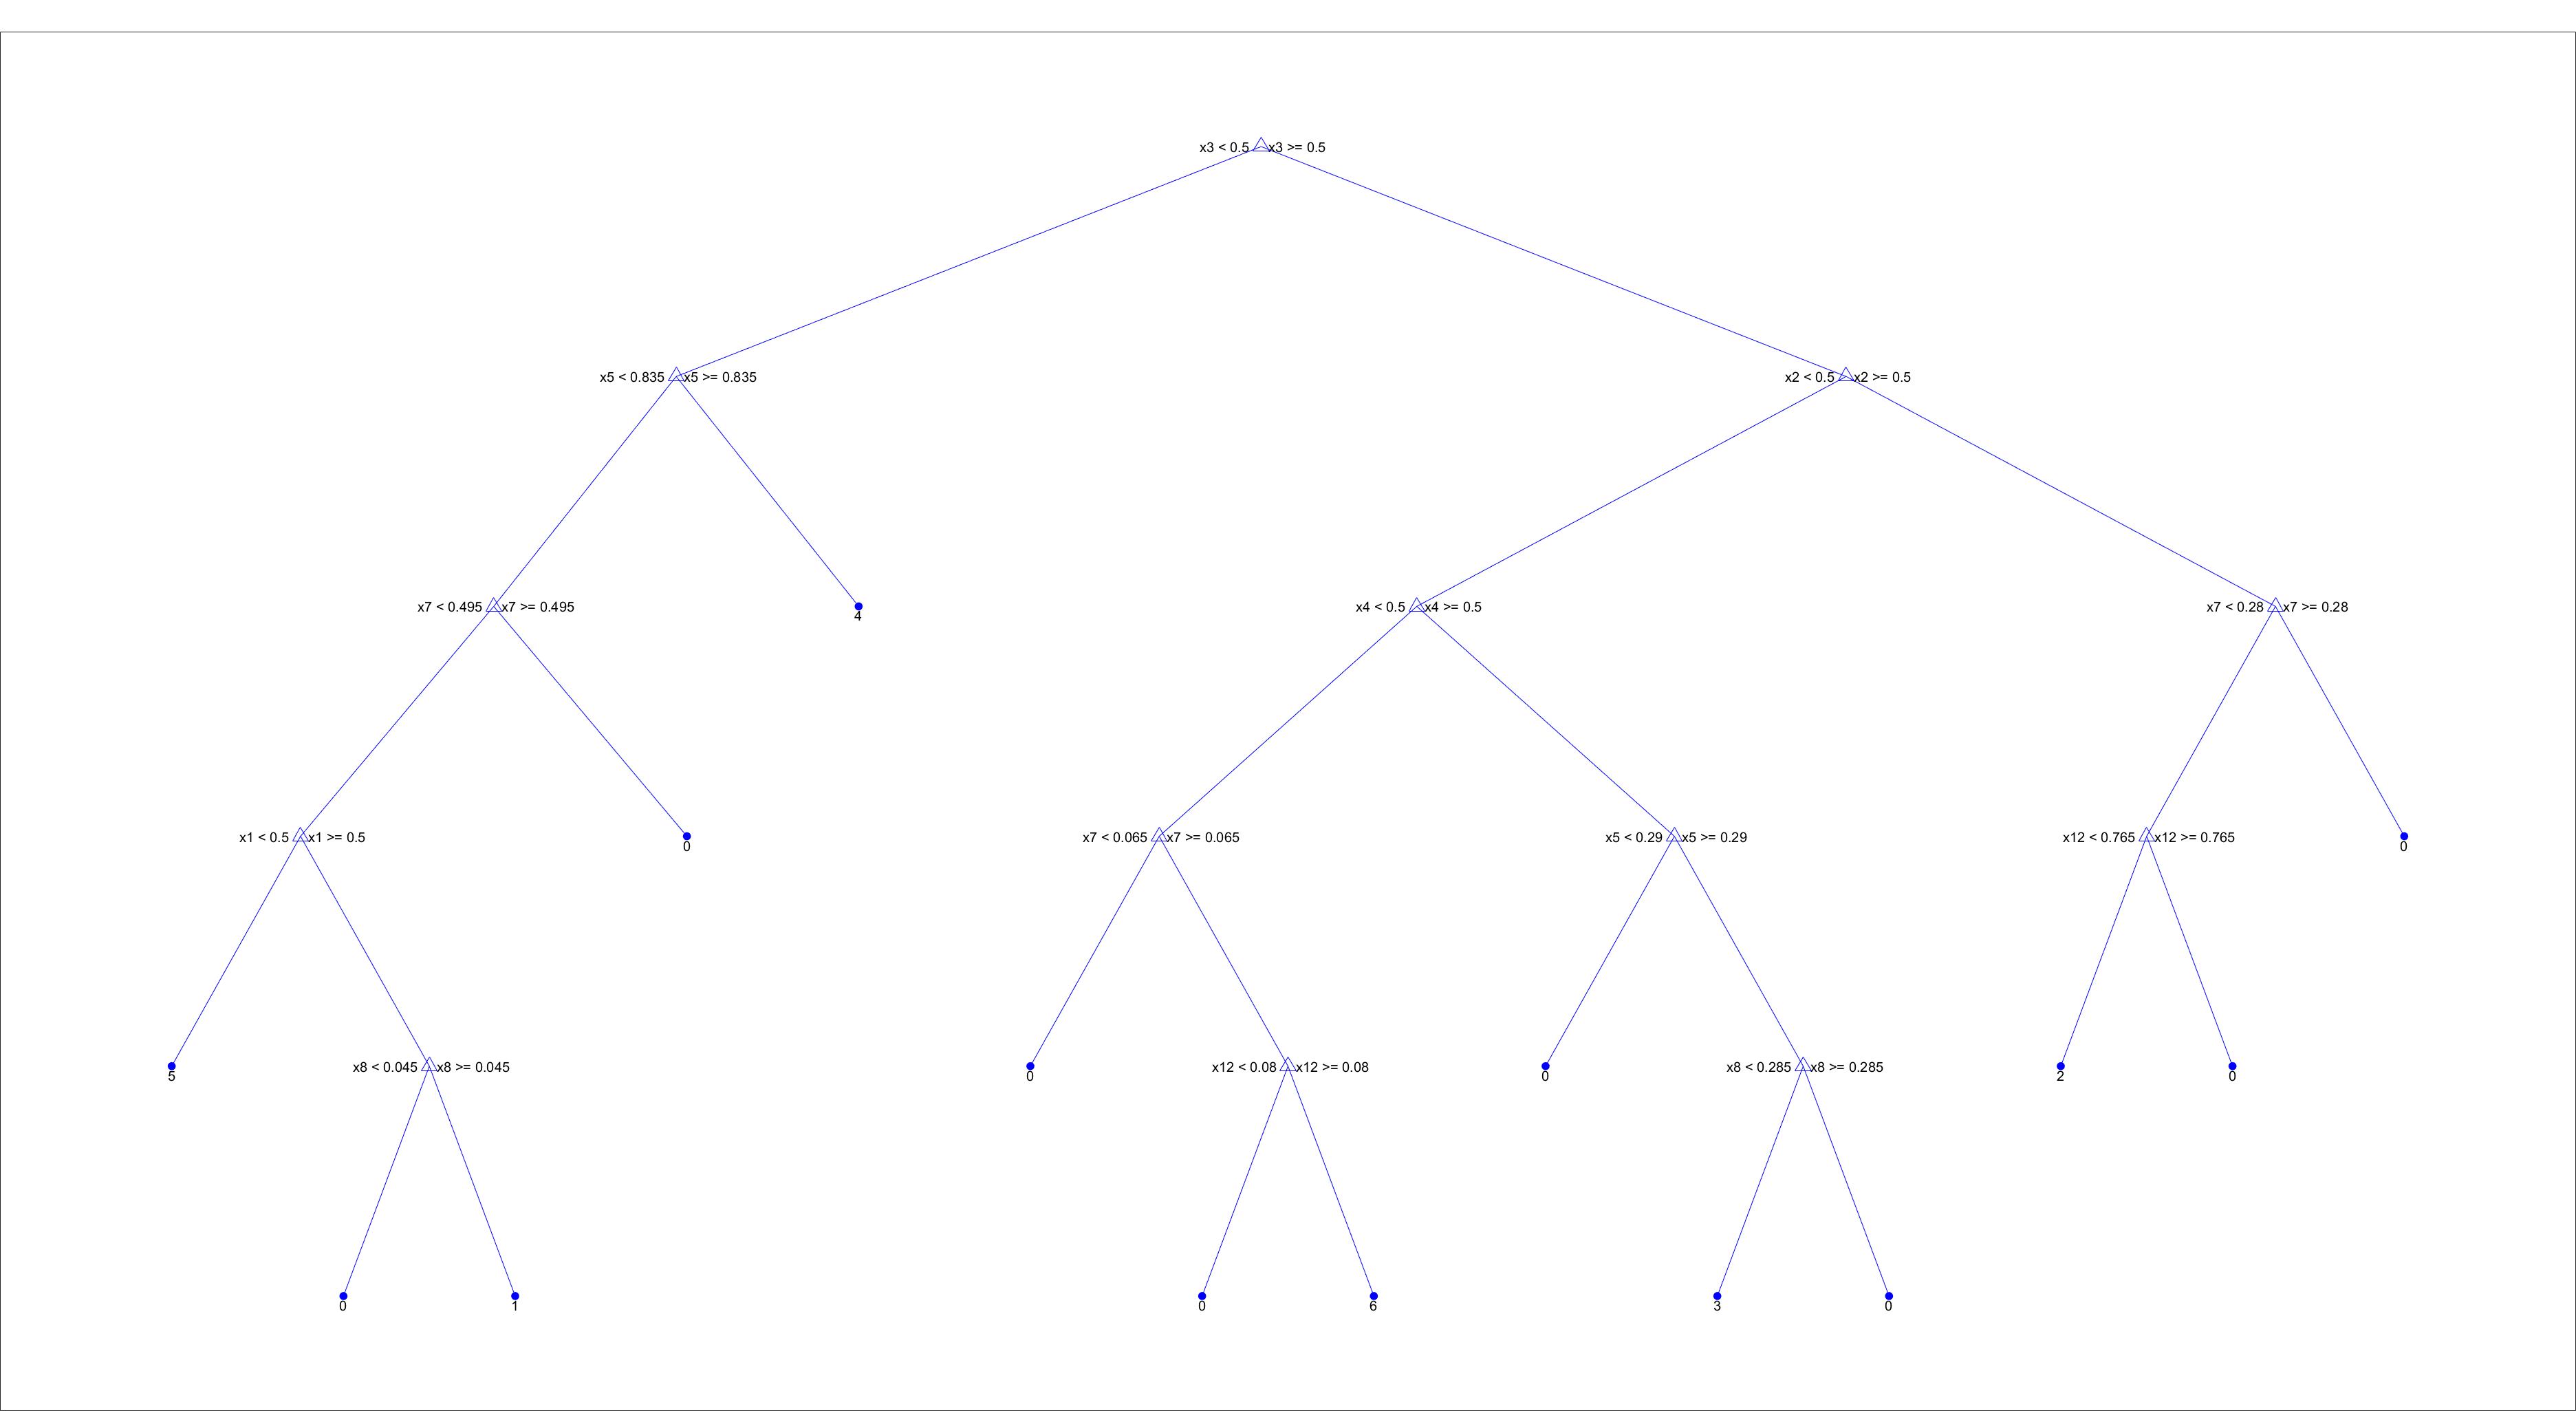 x3 < 0.5 x3 >= 0.5
x5 < 0.835 x5 >= 0.835
x2 < 0.5 x2 >= 0.5
x7 < 0.495 x7 >= 0.495
4
x4 < 0.5 x4 >= 0.5
x7 < 0.28 x7 >= 0.28
x1 < 0.5 x1 >= 0.5
0
x7 < 0.065 x7 >= 0.065
x5 < 0.29 x5 >= 0.29
x12 < 0.765 x12 >= 0.765
0
5
x8 < 0.045 x8 >= 0.045
0
x12 < 0.08 x12 >= 0.08
0
x8 < 0.285 x8 >= 0.285
2
0
0
1
0
6
3
0